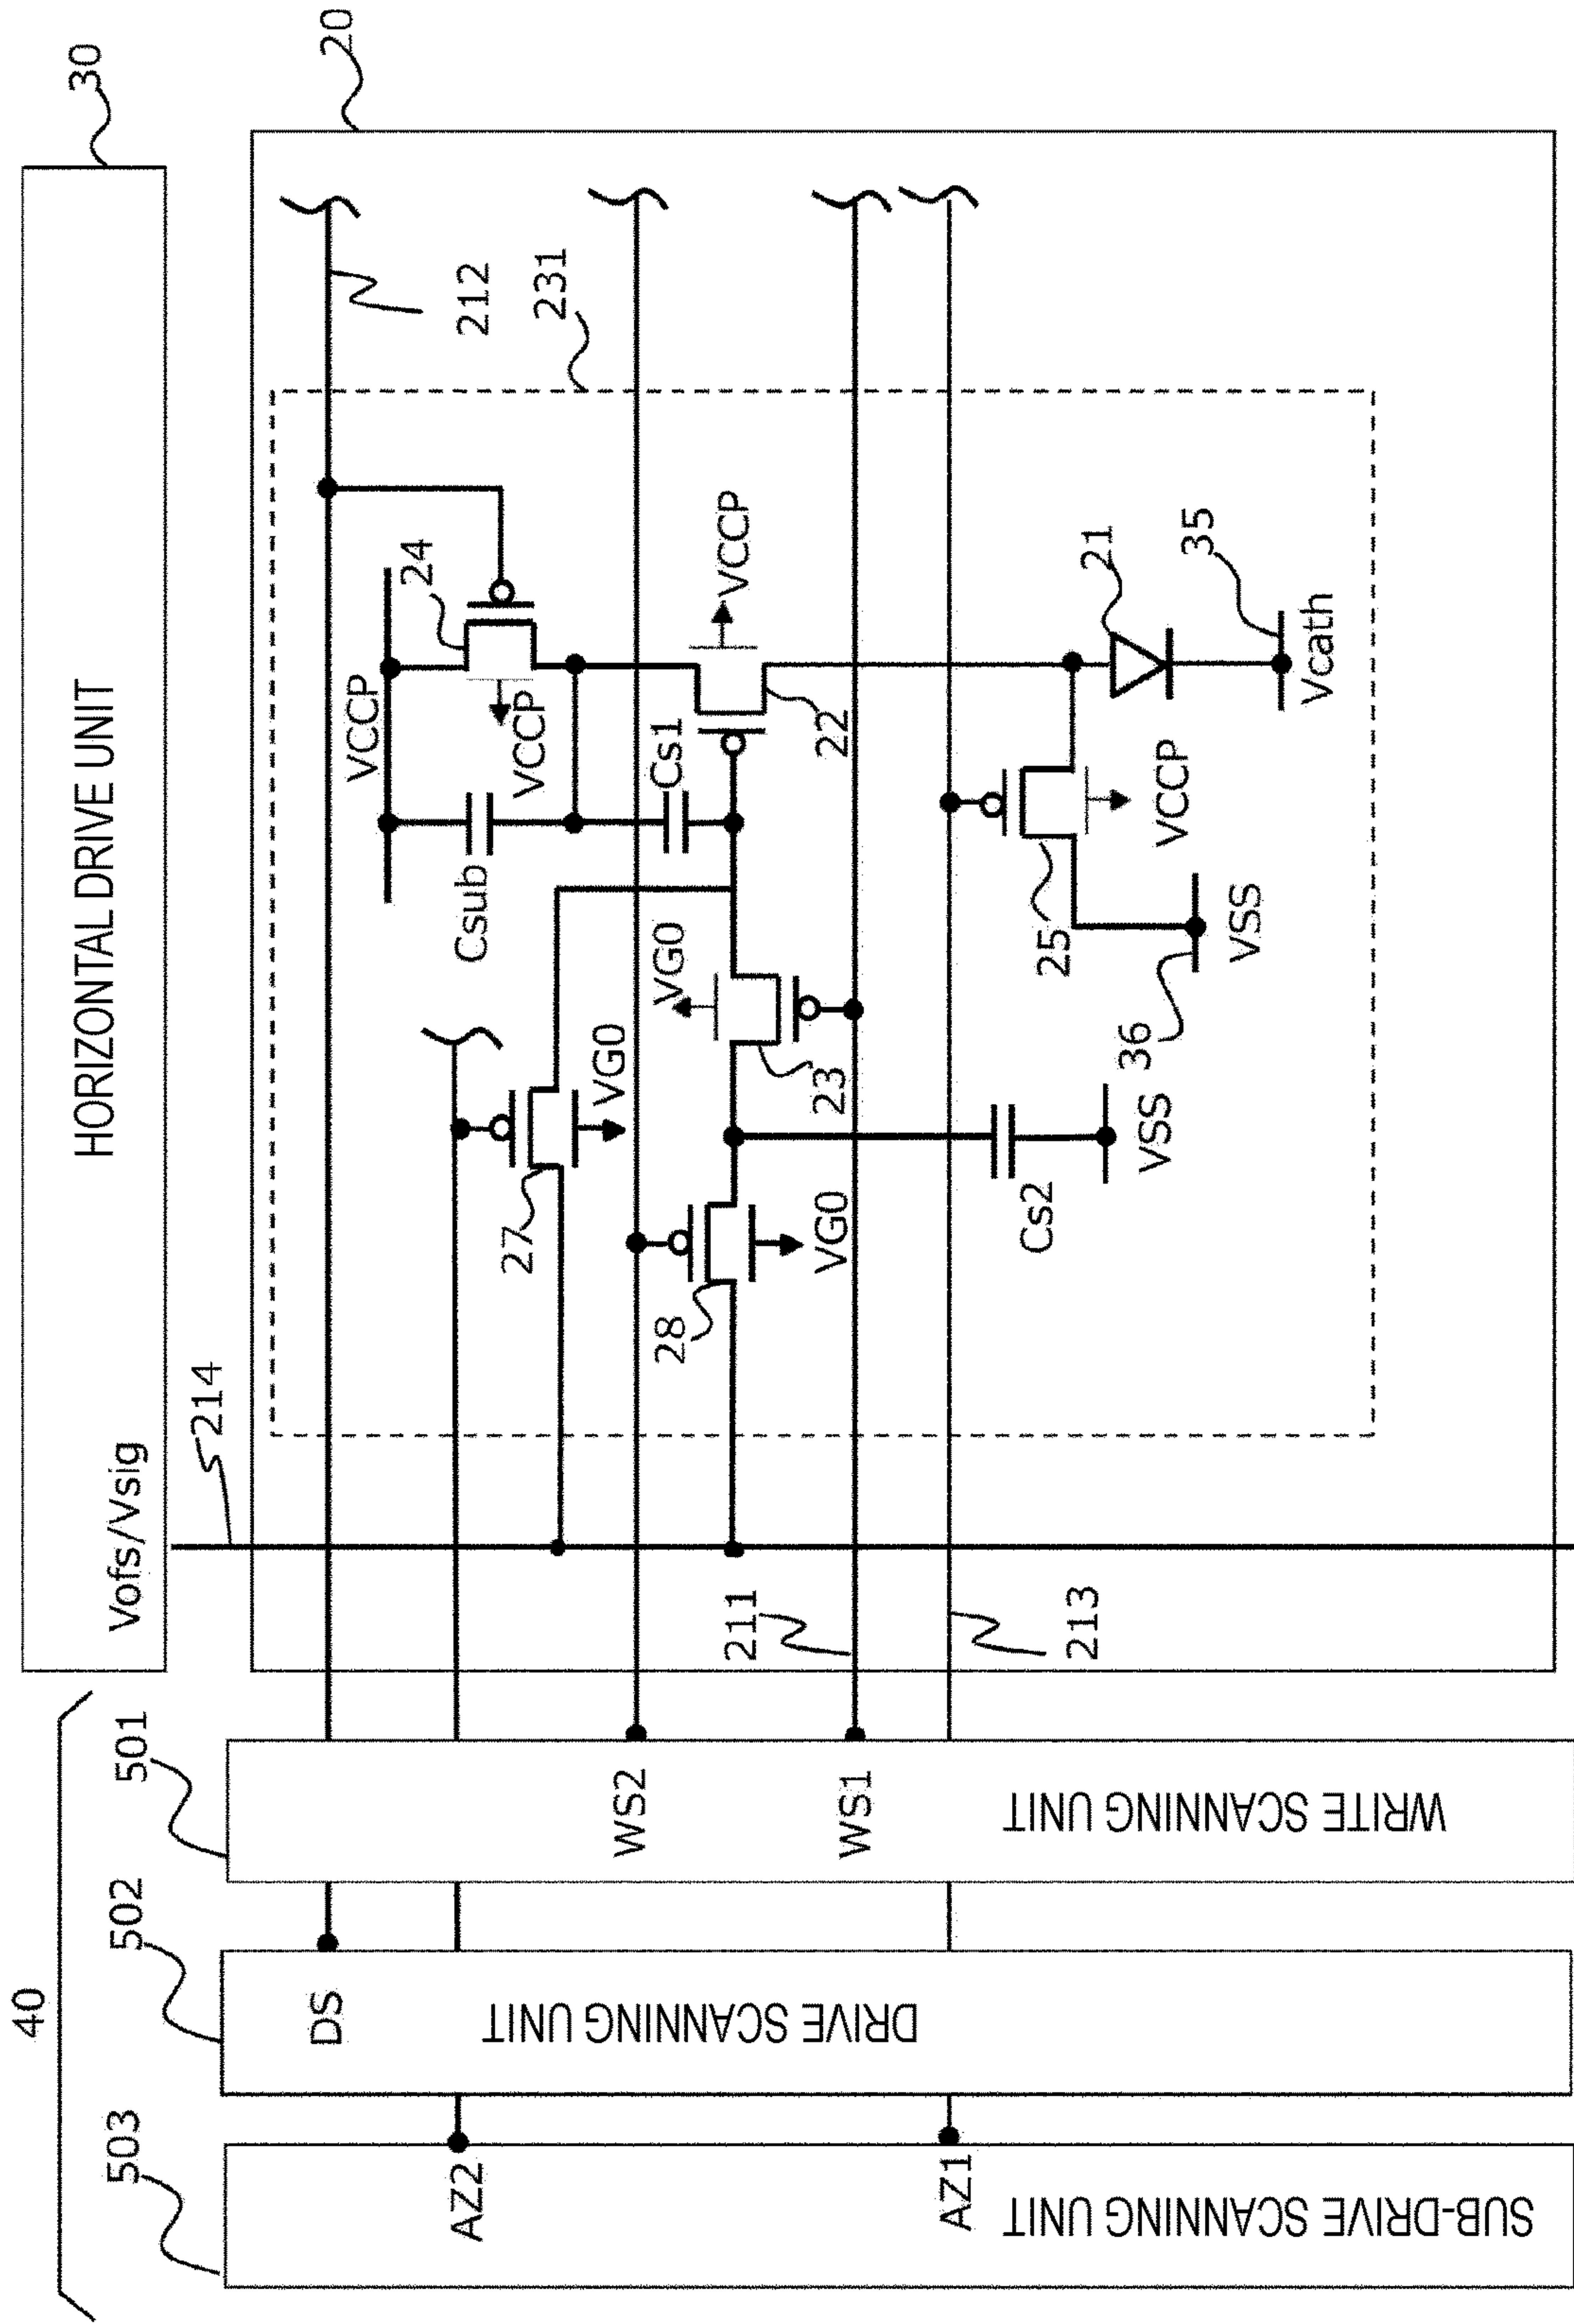 40
503
502
501
30
20
HORIZONTAL DRIVE UNIT
Vofs/Vsig
214
212
231
VCCP
24
VCCP
Csub
Cs1
VCCP
22
VG0
27
VG0
28
VG0
23
Cs2
VSS
36
VSS
25
VCCP
21
35
Vcath
211
213
DS
AZ2
WS2
WS1
AZ1
WRITE SCANNING UNIT
DRIVE SCANNING UNIT
SUB-DRIVE SCANNING UNIT